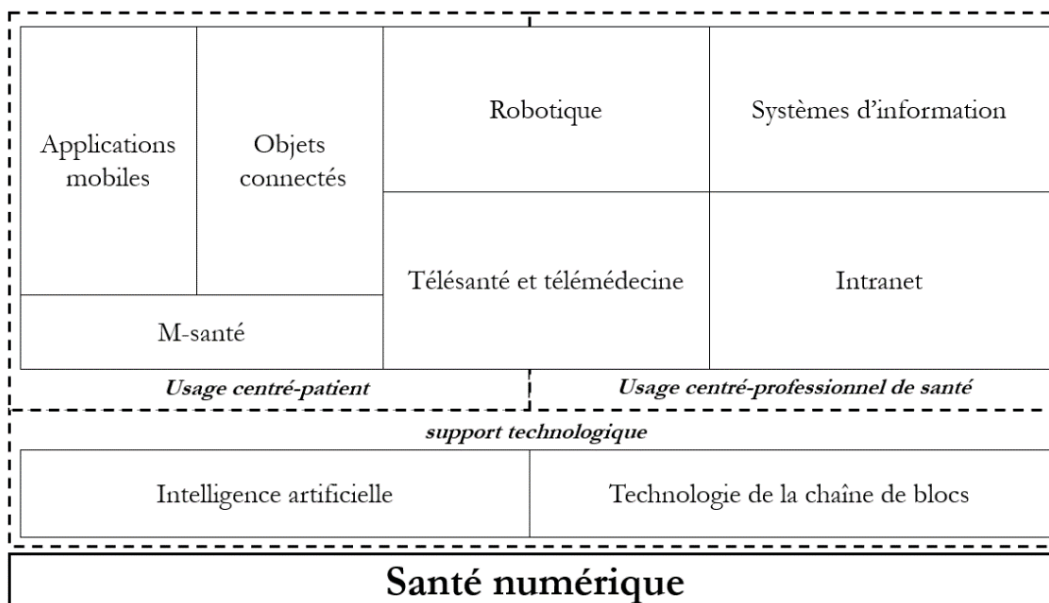 Applications
mobiles
Objets
connectés
Robotique
Systèmes d'information
Télésanté et télémédecine
Intranet
M-santé
Usage centré-patient
Usage centré-professionnel de santé
support technologique
Intelligence artificielle
Technologie de la chaîne de blocs
Santé numérique